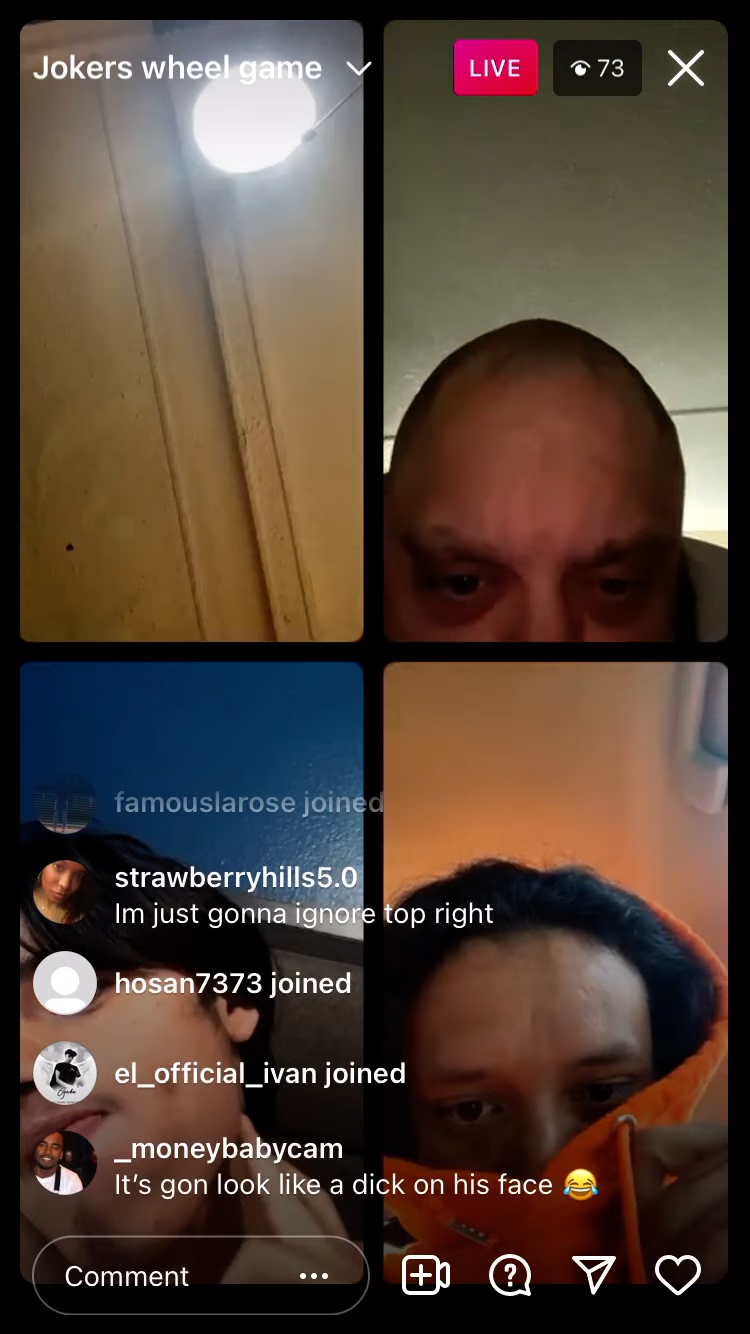 Jokers wheel game
LIVE
73
famouslarose joined
strawberryhills5.0
Im just gonna ignore top right
hosan7373 joined
el_official_ivan joined
_moneybabycam
It’s gon look like a dick on his face 😂
Comment